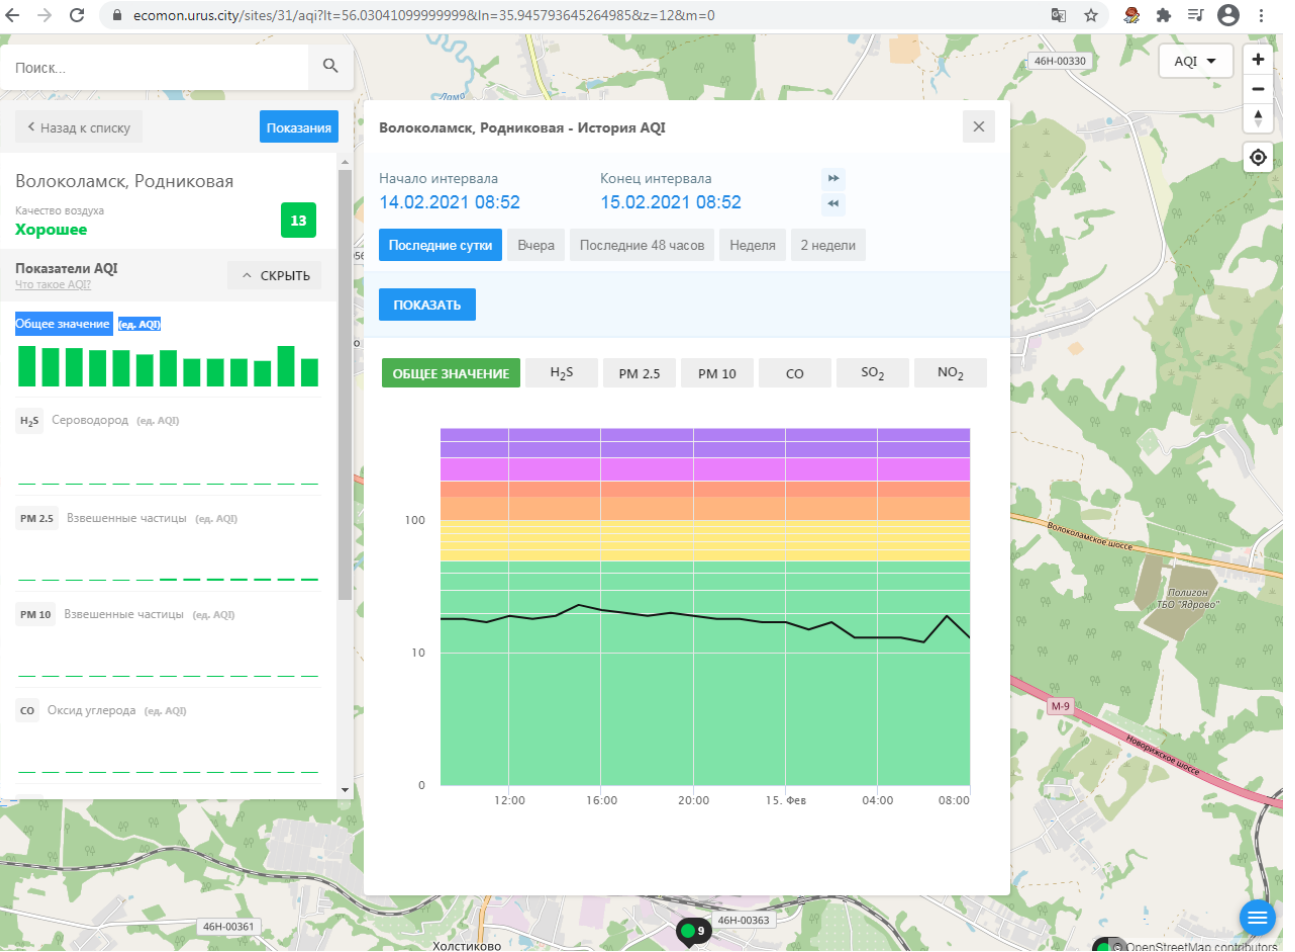 ecomon.urus.city/sites/31/aqi?lt=56.03041099999999&ln=35.945793645264985&z=12&m=0
Поиск...
46Н-00330
AQI
Назад к списку
Показания
Волоколамск, Родниковая
Качество воздуха
Хорошее
13
Показатели AQI
Что такое AQI?
СКРЫТЬ
Общее значение (ед. AQI)
H₂S Сероводород (ед. AQI)
PM 2.5 Взвешенные частицы (ед. AQI)
PM 10 Взвешенные частицы (ед. AQI)
CO Оксид углерода (ед. AQI)
Волоколамск, Родниковая - История AQI
Начало интервала
Конец интервала
14.02.2021 08:52
15.02.2021 08:52
Последние сутки
Вчера
Последние 48 часов
Неделя
2 недели
ПОКАЗАТЬ
ОБЩЕЕ ЗНАЧЕНИЕ
H₂S
PM 2.5
PM 10
CO
SO₂
NO₂
100
10
0
12:00
16:00
20:00
15. Фев
04:00
08:00
Волоколамское шоссе
Полигон
ТБО "Ядрово"
М-9
Новорижское шоссе
46Н-00361
46Н-00363
9
Холстиково
© OpenStreetMap contributors